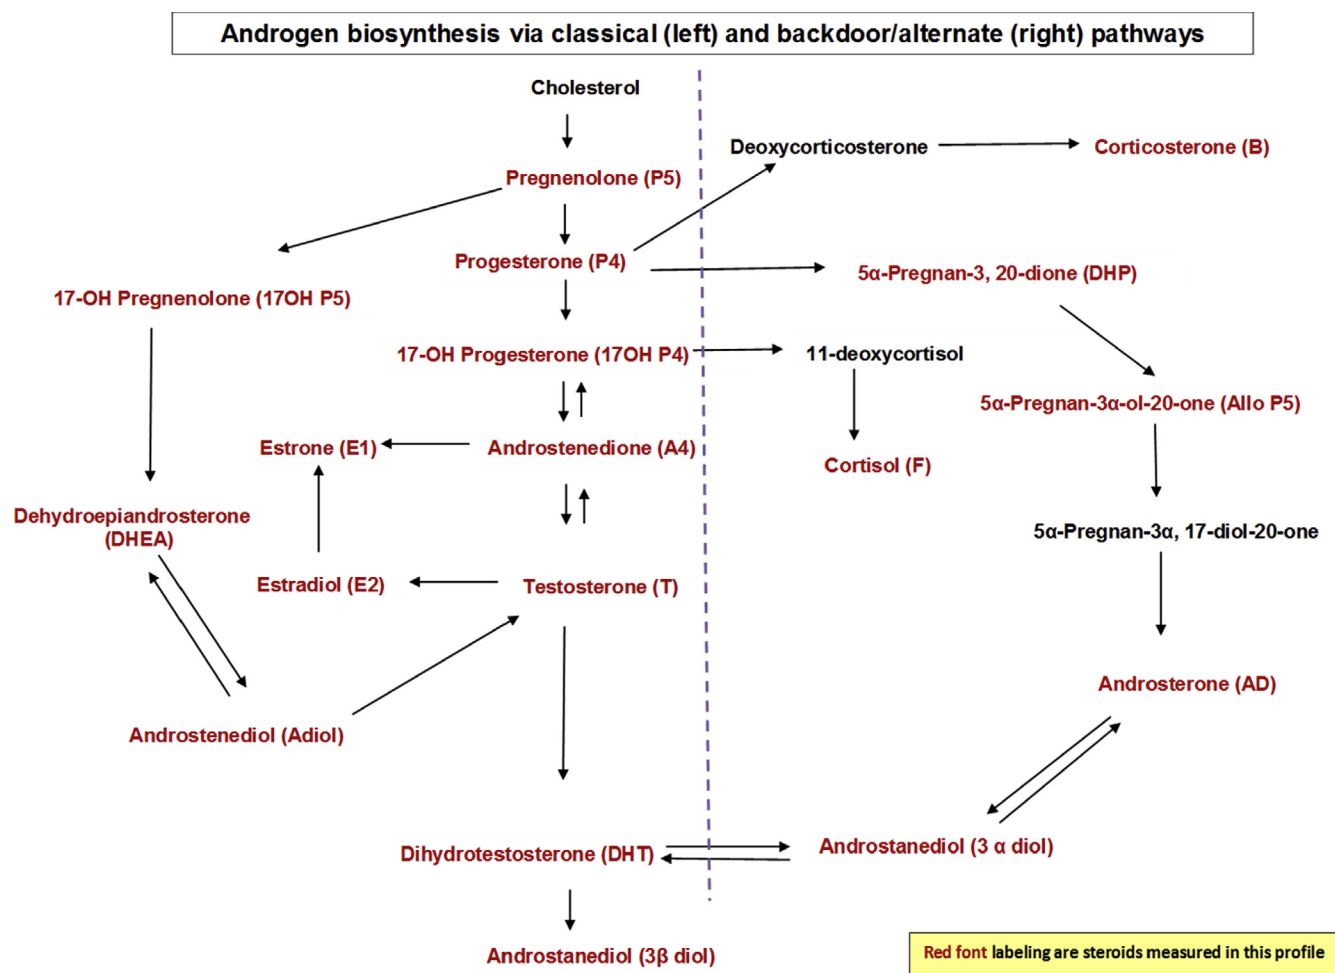 Androgen biosynthesis via classical (left) and backdoor/alternate (right) pathways
Cholesterol
Deoxycorticosterone
Corticosterone (B)
Pregnenolone (P5)
Progesterone (P4)
5α-Pregnan-3, 20-dione (DHP)
17-OH Pregnenolone (17OH P5)
17-OH Progesterone (17OH P4)
11-deoxycortisol
5α-Pregnan-3α-ol-20-one (Allo P5)
Estrone (E1)
Androstenedione (A4)
Cortisol (F)
Dehydroepiandrosterone
(DHEA)
5α-Pregnan-3α, 17-diol-20-one
Estradiol (E2)
Testosterone (T)
Androsterone (AD)
Androstenediol (Adiol)
Dihydrotestosterone (DHT)
Androstanediol (3 α diol)
Androstanediol (3β diol)
Red font labeling are steroids measured in this profile